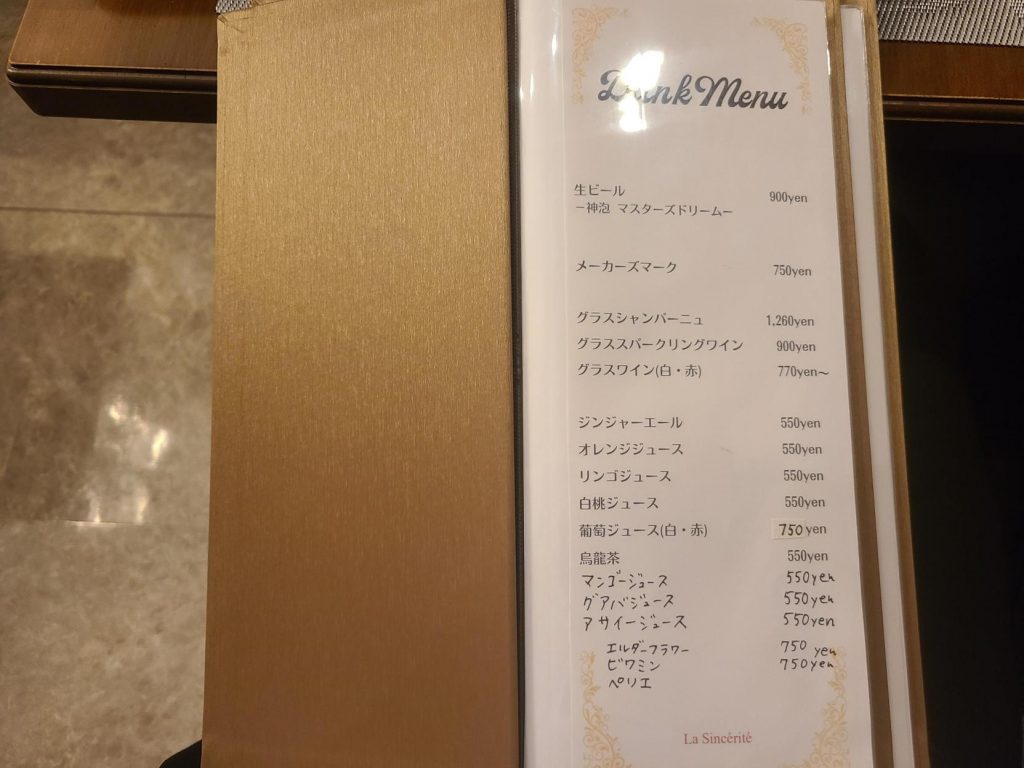 Drink Menu
生ビール 900yen
－神泡 マスターズドリームー
メーカーズマーク 750yen
グラスシャンパーニュ 1,260yen
グラススパークリングワイン 900yen
グラスワイン(白・赤) 770yen～
ジンジャーエール 550yen
オレンジジュース 550yen
リンゴジュース 550yen
白桃ジュース 550yen
葡萄ジュース(白・赤) 750yen
烏龍茶 550yen
マンゴージュース 550yen
グアバジュース 550yen
アサイージュース 550yen
エルダーフラワー 750 yen
ビワミン 750yen
ペリエ
La Sincérité